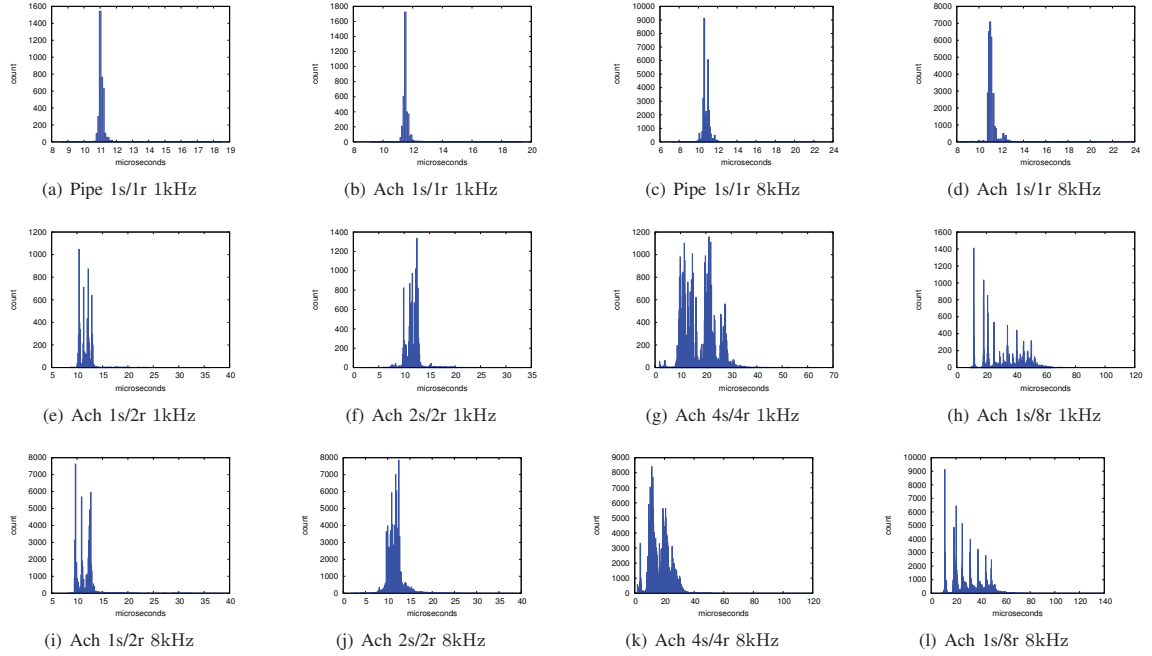 1600
1400
1200
1000
800
600
400
200
0
count
8 9 10 11 12 13 14 15 16 17 18 19
microseconds
(a) Pipe 1s/1r 1kHz
1800
1600
1400
1200
1000
800
600
400
200
0
count
8 10 12 14 16 18 20
microseconds
(b) Ach 1s/1r 1kHz
10000
9000
8000
7000
6000
5000
4000
3000
2000
1000
0
count
6 8 10 12 14 16 18 20 22 24
microseconds
(c) Pipe 1s/1r 8kHz
8000
7000
6000
5000
4000
3000
2000
1000
0
count
8 10 12 14 16 18 20 22 24
microseconds
(d) Ach 1s/1r 8kHz
1200
1000
800
600
400
200
0
count
5 10 15 20 25 30 35 40
microseconds
(e) Ach 1s/2r 1kHz
1400
1200
1000
800
600
400
200
0
count
0 5 10 15 20 25 30 35
microseconds
(f) Ach 2s/2r 1kHz
1200
1000
800
600
400
200
0
count
0 10 20 30 40 50 60 70
microseconds
(g) Ach 4s/4r 1kHz
1600
1400
1200
1000
800
600
400
200
0
count
0 20 40 60 80 100 120
microseconds
(h) Ach 1s/8r 1kHz
8000
7000
6000
5000
4000
3000
2000
1000
0
count
5 10 15 20 25 30 35 40
microseconds
(i) Ach 1s/2r 8kHz
8000
7000
6000
5000
4000
3000
2000
1000
0
count
0 5 10 15 20 25 30 35 40
microseconds
(j) Ach 2s/2r 8kHz
9000
8000
7000
6000
5000
4000
3000
2000
1000
0
count
0 20 40 60 80 100 120
microseconds
(k) Ach 4s/4r 8kHz
10000
9000
8000
7000
6000
5000
4000
3000
2000
1000
0
count
0 20 40 60 80 100 120 140
microseconds
(l) Ach 1s/8r 8kHz